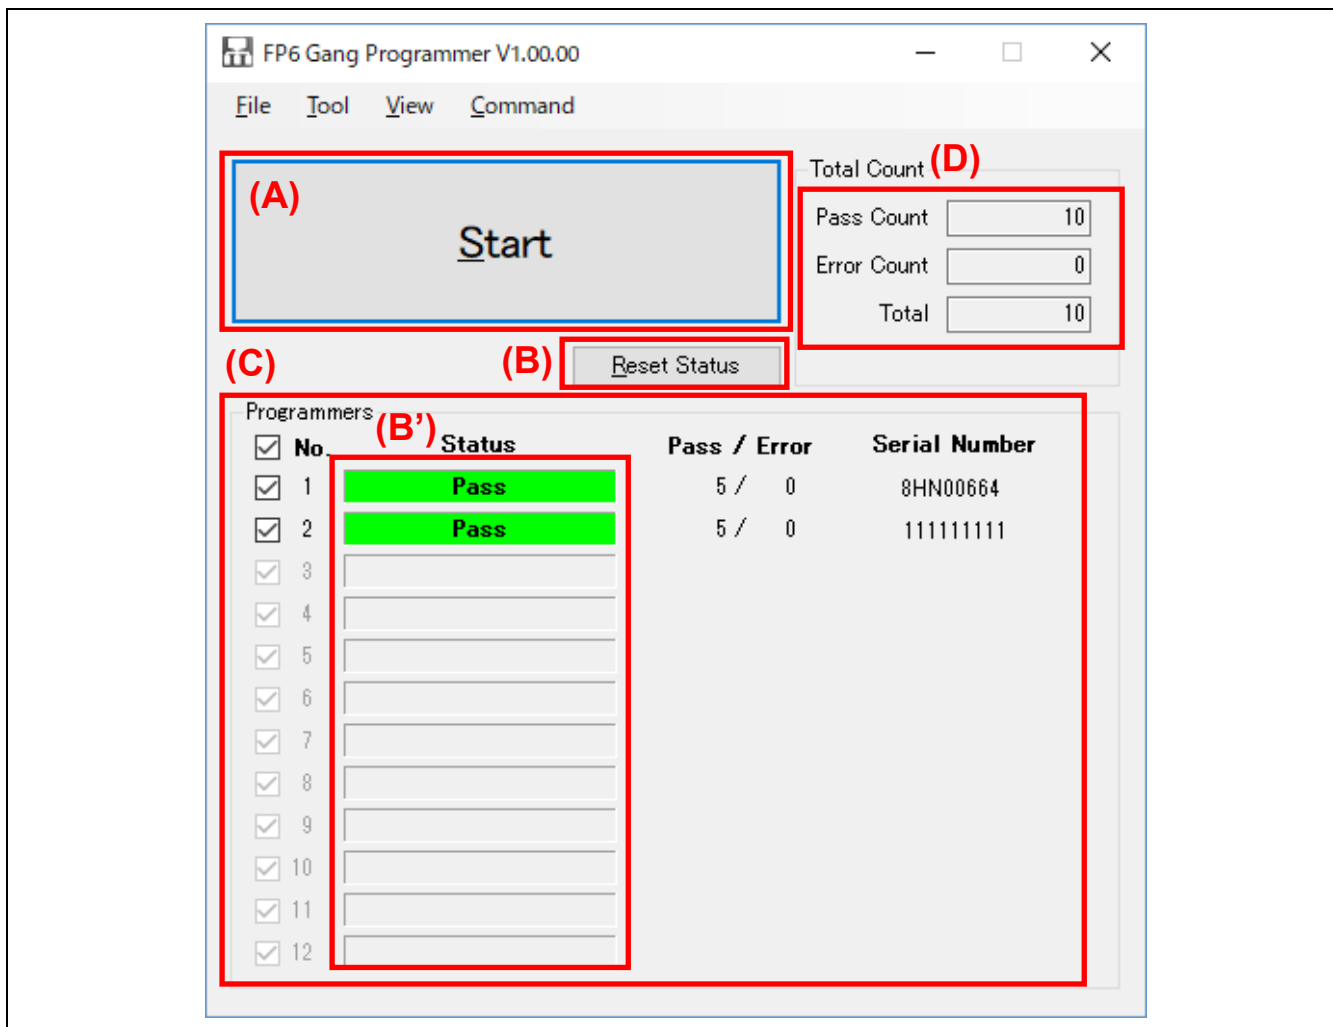 FP6 Gang Programmer V1.00.00
File Tool View Command
(A)
Start
Total Count (D)
Pass Count 10
Error Count 0
Total 10
(C)
(B)
Reset Status
Programmers
(B’)
No. Status Pass / Error Serial Number
1 Pass 5 / 0 8HN00664
2 Pass 5 / 0 111111111
3
4
5
6
7
8
9
10
11
12